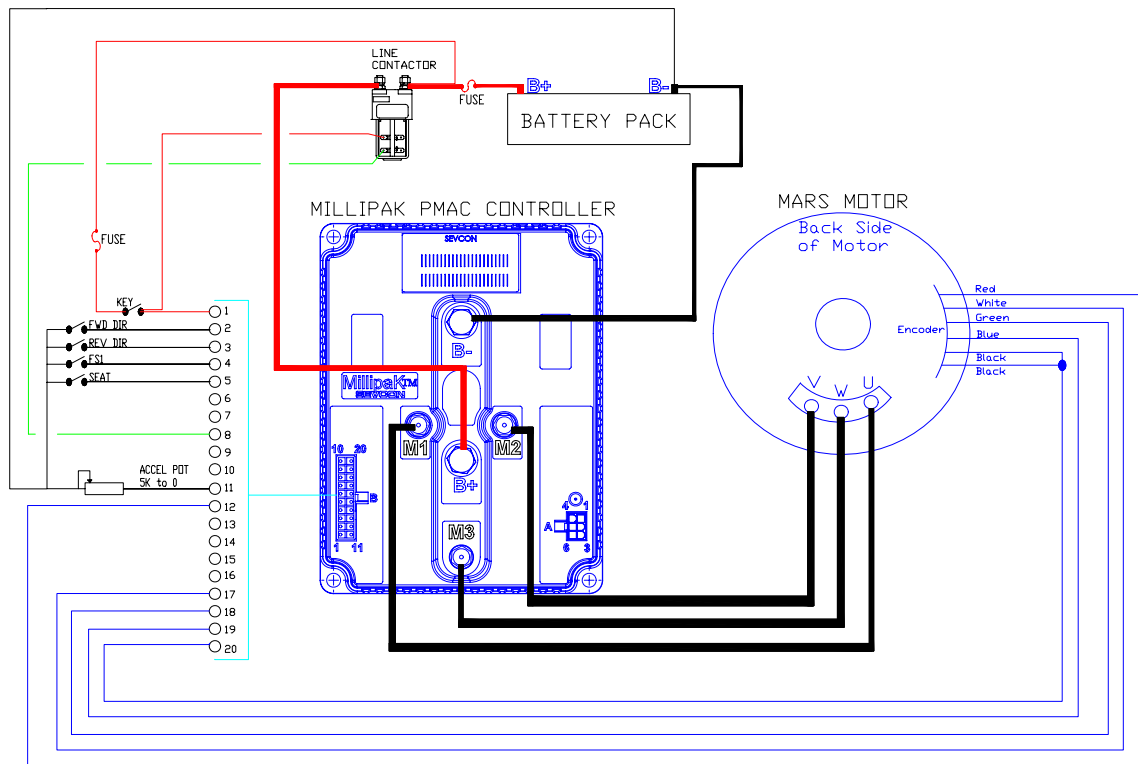 LINE
CONTACTOR
FUSE
B+
B-
BATTERY PACK
MILLIPAK PMAC CONTROLLER
MARS MOTOR
SEVCON
Back Side
of Motor
FUSE
Red
White
Green
Encoder
Blue
Black
Black
KEY
1
FWD DIR
2
REV DIR
3
FS1
4
SEAT
5
6
7
8
9
10
ACCEL POT
5K to 0
11
12
13
14
15
16
17
18
19
20
B-
MillipaK™
SEVCON
M1
M2
B+
10 20
B
1 11
M3
4 1
A
6 3
V
W
U